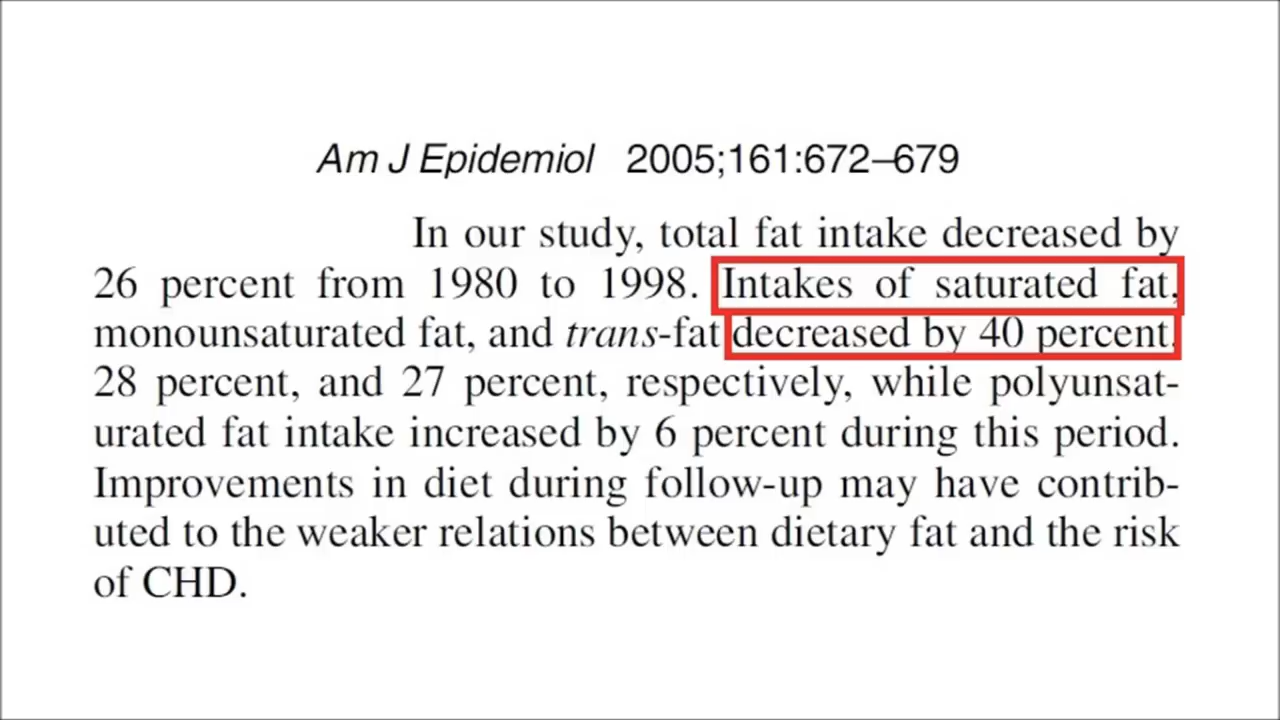 Am J Epidemiol 2005;161:672–679
In our study, total fat intake decreased by
26 percent from 1980 to 1998. Intakes of saturated fat,
monounsaturated fat, and trans-fat decreased by 40 percent,
28 percent, and 27 percent, respectively, while polyunsat-
urated fat intake increased by 6 percent during this period.
Improvements in diet during follow-up may have contrib-
uted to the weaker relations between dietary fat and the risk
of CHD.